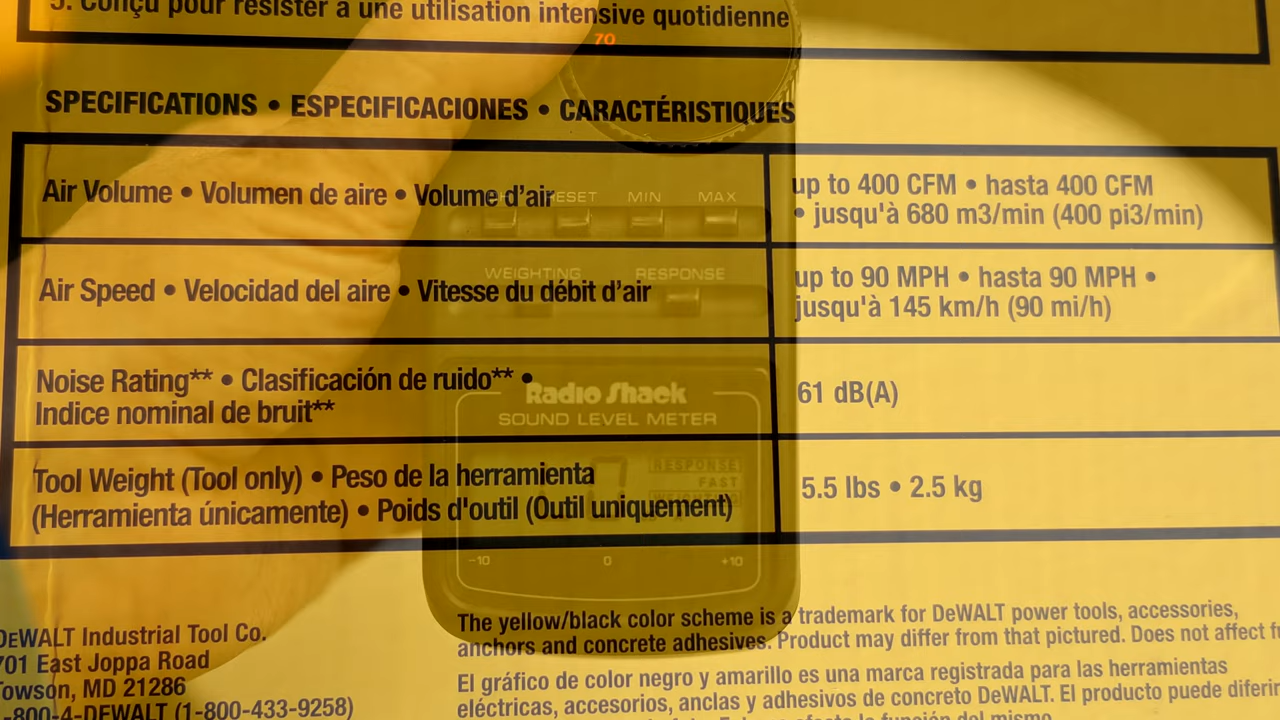 5. Conçu pour résister à une utilisation intensive quotidienne
70
SPECIFICATIONS • ESPECIFICACIONES • CARACTÉRISTIQUES
Air Volume • Volumen de aire • Volume d'air
up to 400 CFM • hasta 400 CFM
• jusqu'à 680 m3/min (400 pi3/min)
MIN MAX
WEIGHTING RESPONSE
Air Speed • Velocidad del aire • Vitesse du débit d'air
up to 90 MPH • hasta 90 MPH •
jusqu'à 145 km/h (90 mi/h)
Noise Rating** • Clasificación de ruido** •
Indice nominal de bruit**
61 dB(A)
Radio Shack
SOUND LEVEL METER
RESPONSE
FAST
WEIGHTING
Tool Weight (Tool only) • Peso de la herramienta
(Herramienta únicamente) • Poids d'outil (Outil uniquement)
5.5 lbs • 2.5 kg
-10 0 +10
DEWALT Industrial Tool Co.
701 East Joppa Road
Towson, MD 21286
1-800-4-DEWALT (1-800-433-9258)
The yellow/black color scheme is a trademark for DEWALT power tools, accessories,
anchors and concrete adhesives. Product may differ from that pictured. Does not affect
El gráfico de color negro y amarillo es una marca registrada para las herramientas
eléctricas, accesorios, anclas y adhesivos de concreto DEWALT. El producto puede diferir